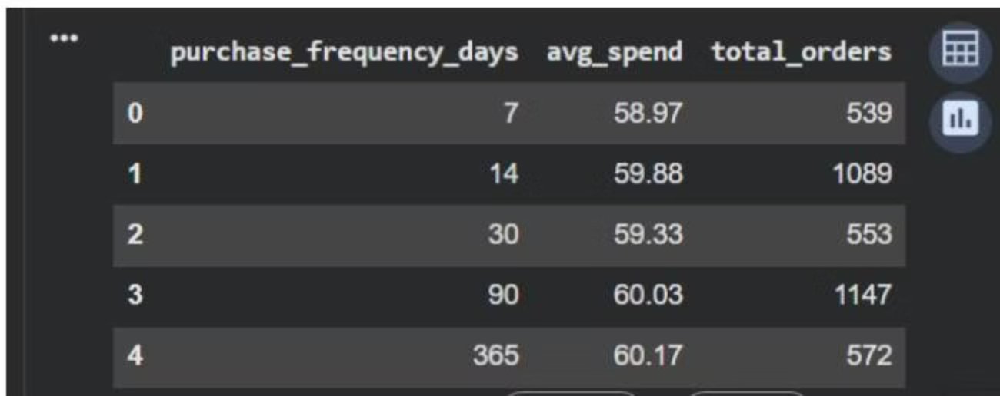 purchase_frequency_days avg_spend total_orders
0 7 58.97 539
1 14 59.88 1089
2 30 59.33 553
3 90 60.03 1147
4 365 60.17 572